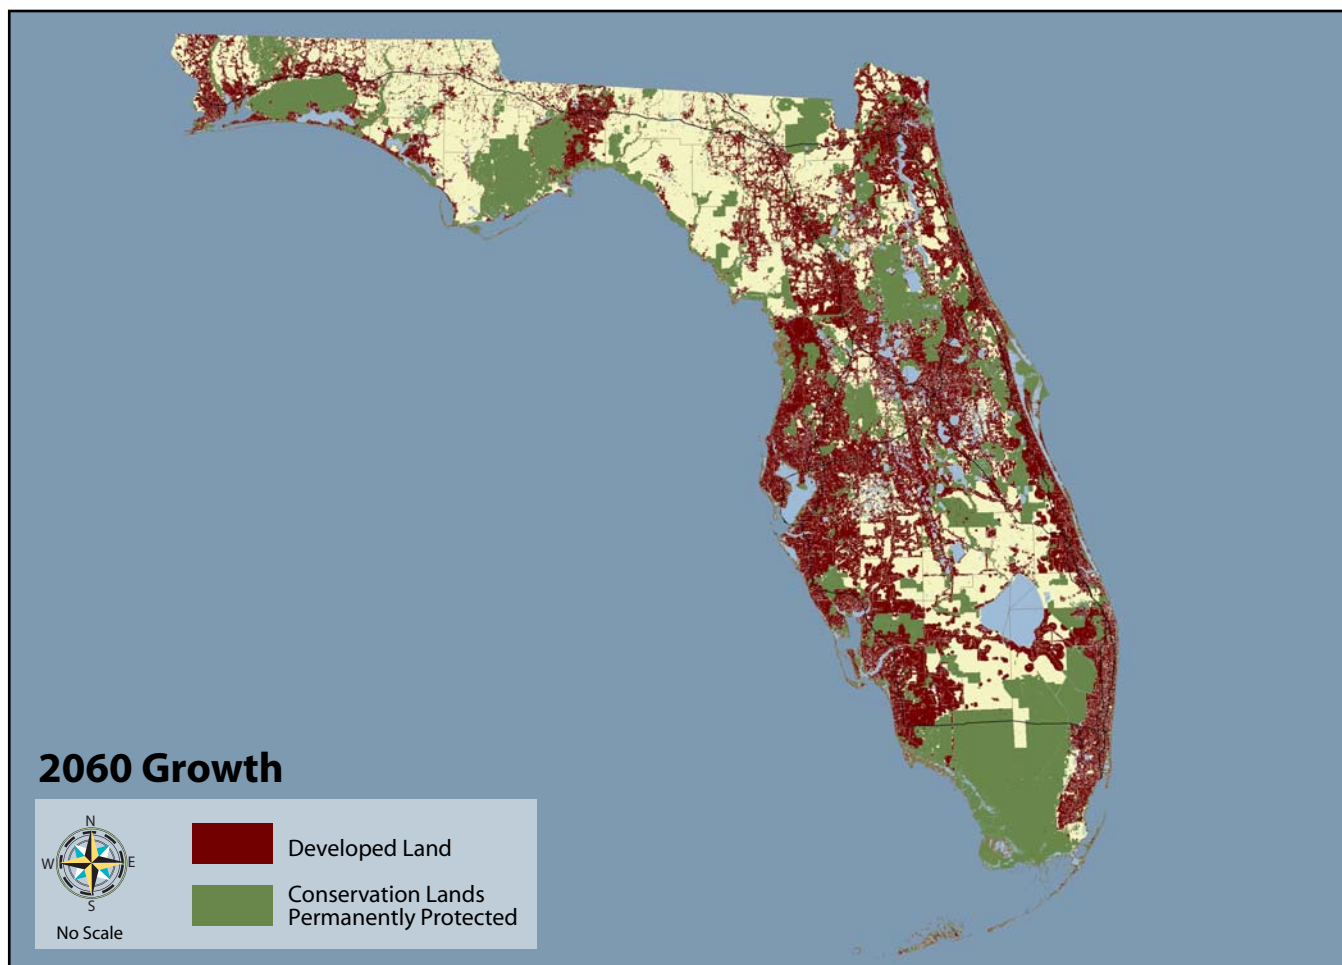 2060 Growth
N
W
E
S
No Scale
Developed Land
Conservation Lands
Permanently Protected